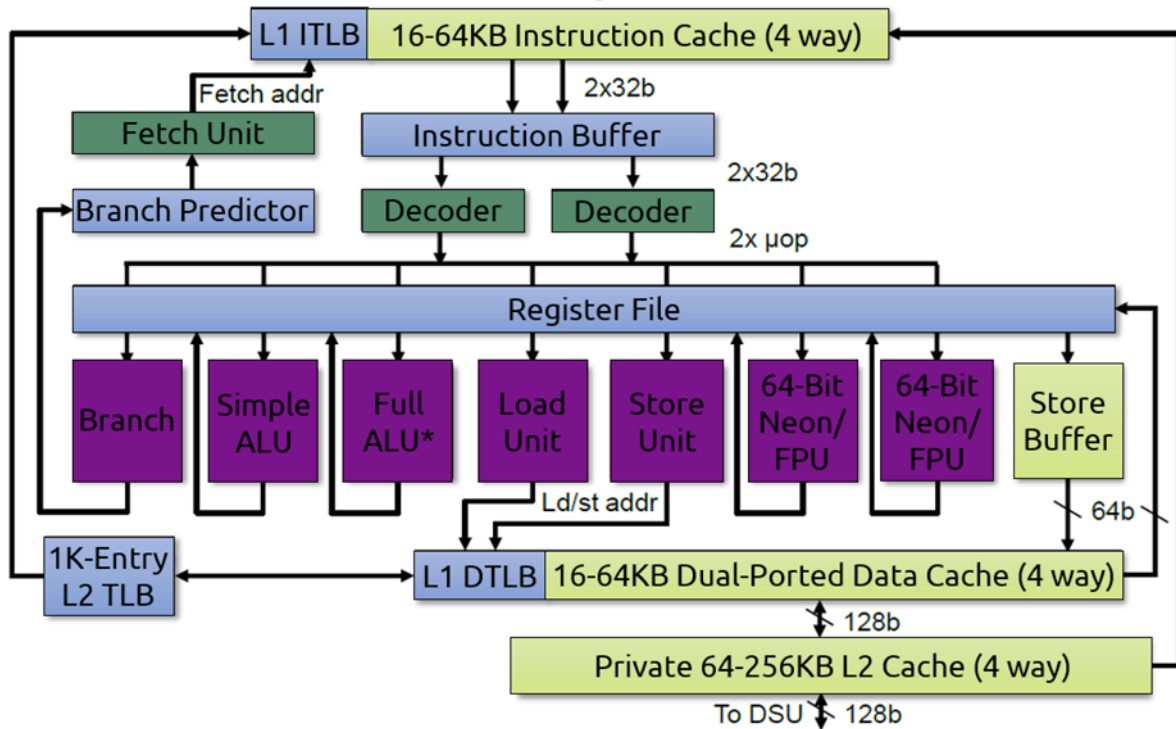 L1 ITLB
16-64KB Instruction Cache (4 way)
Fetch addr
2x32b
Fetch Unit
Instruction Buffer
2x32b
Branch Predictor
Decoder
Decoder
2x µop
Register File
Branch
Simple
ALU
Full
ALU*
Load
Unit
Store
Unit
64-Bit
Neon/
FPU
64-Bit
Neon/
FPU
Store
Buffer
Ld/st addr
64b
1K-Entry
L2 TLB
L1 DTLB
16-64KB Dual-Ported Data Cache (4 way)
128b
Private 64-256KB L2 Cache (4 way)
To DSU
128b